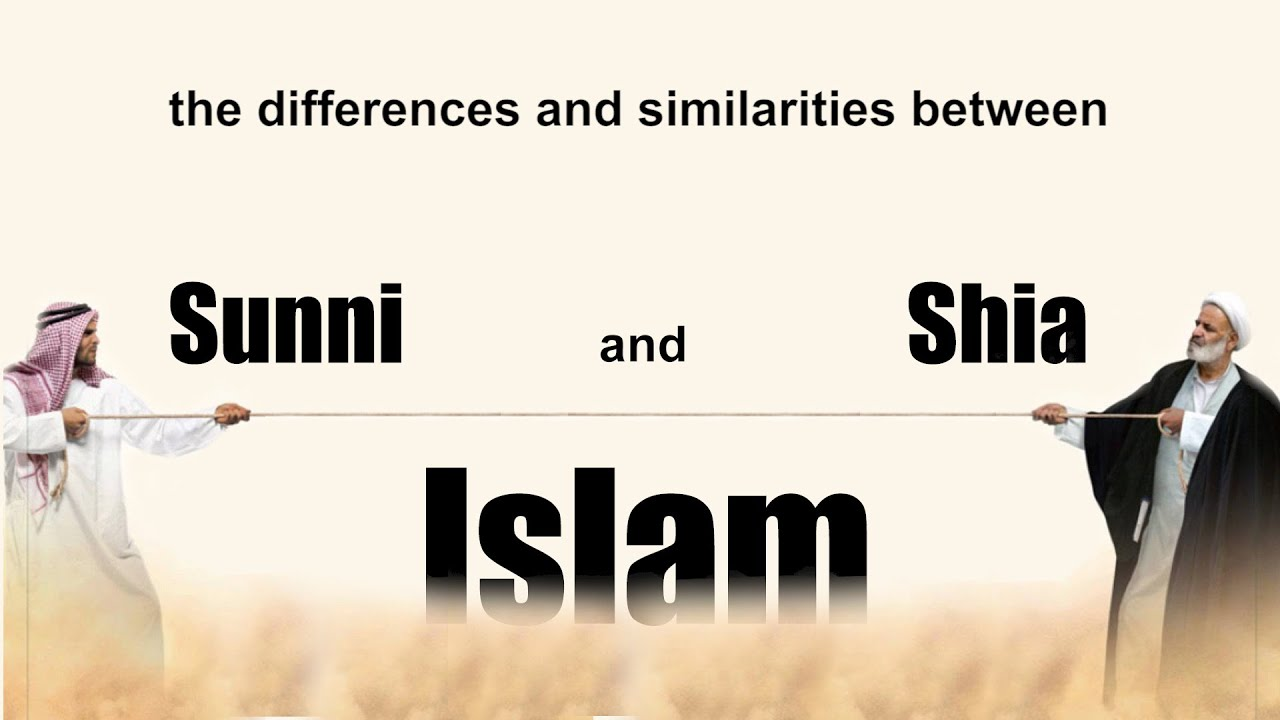 the differences and similarities between
Sunni and Shia
Islam